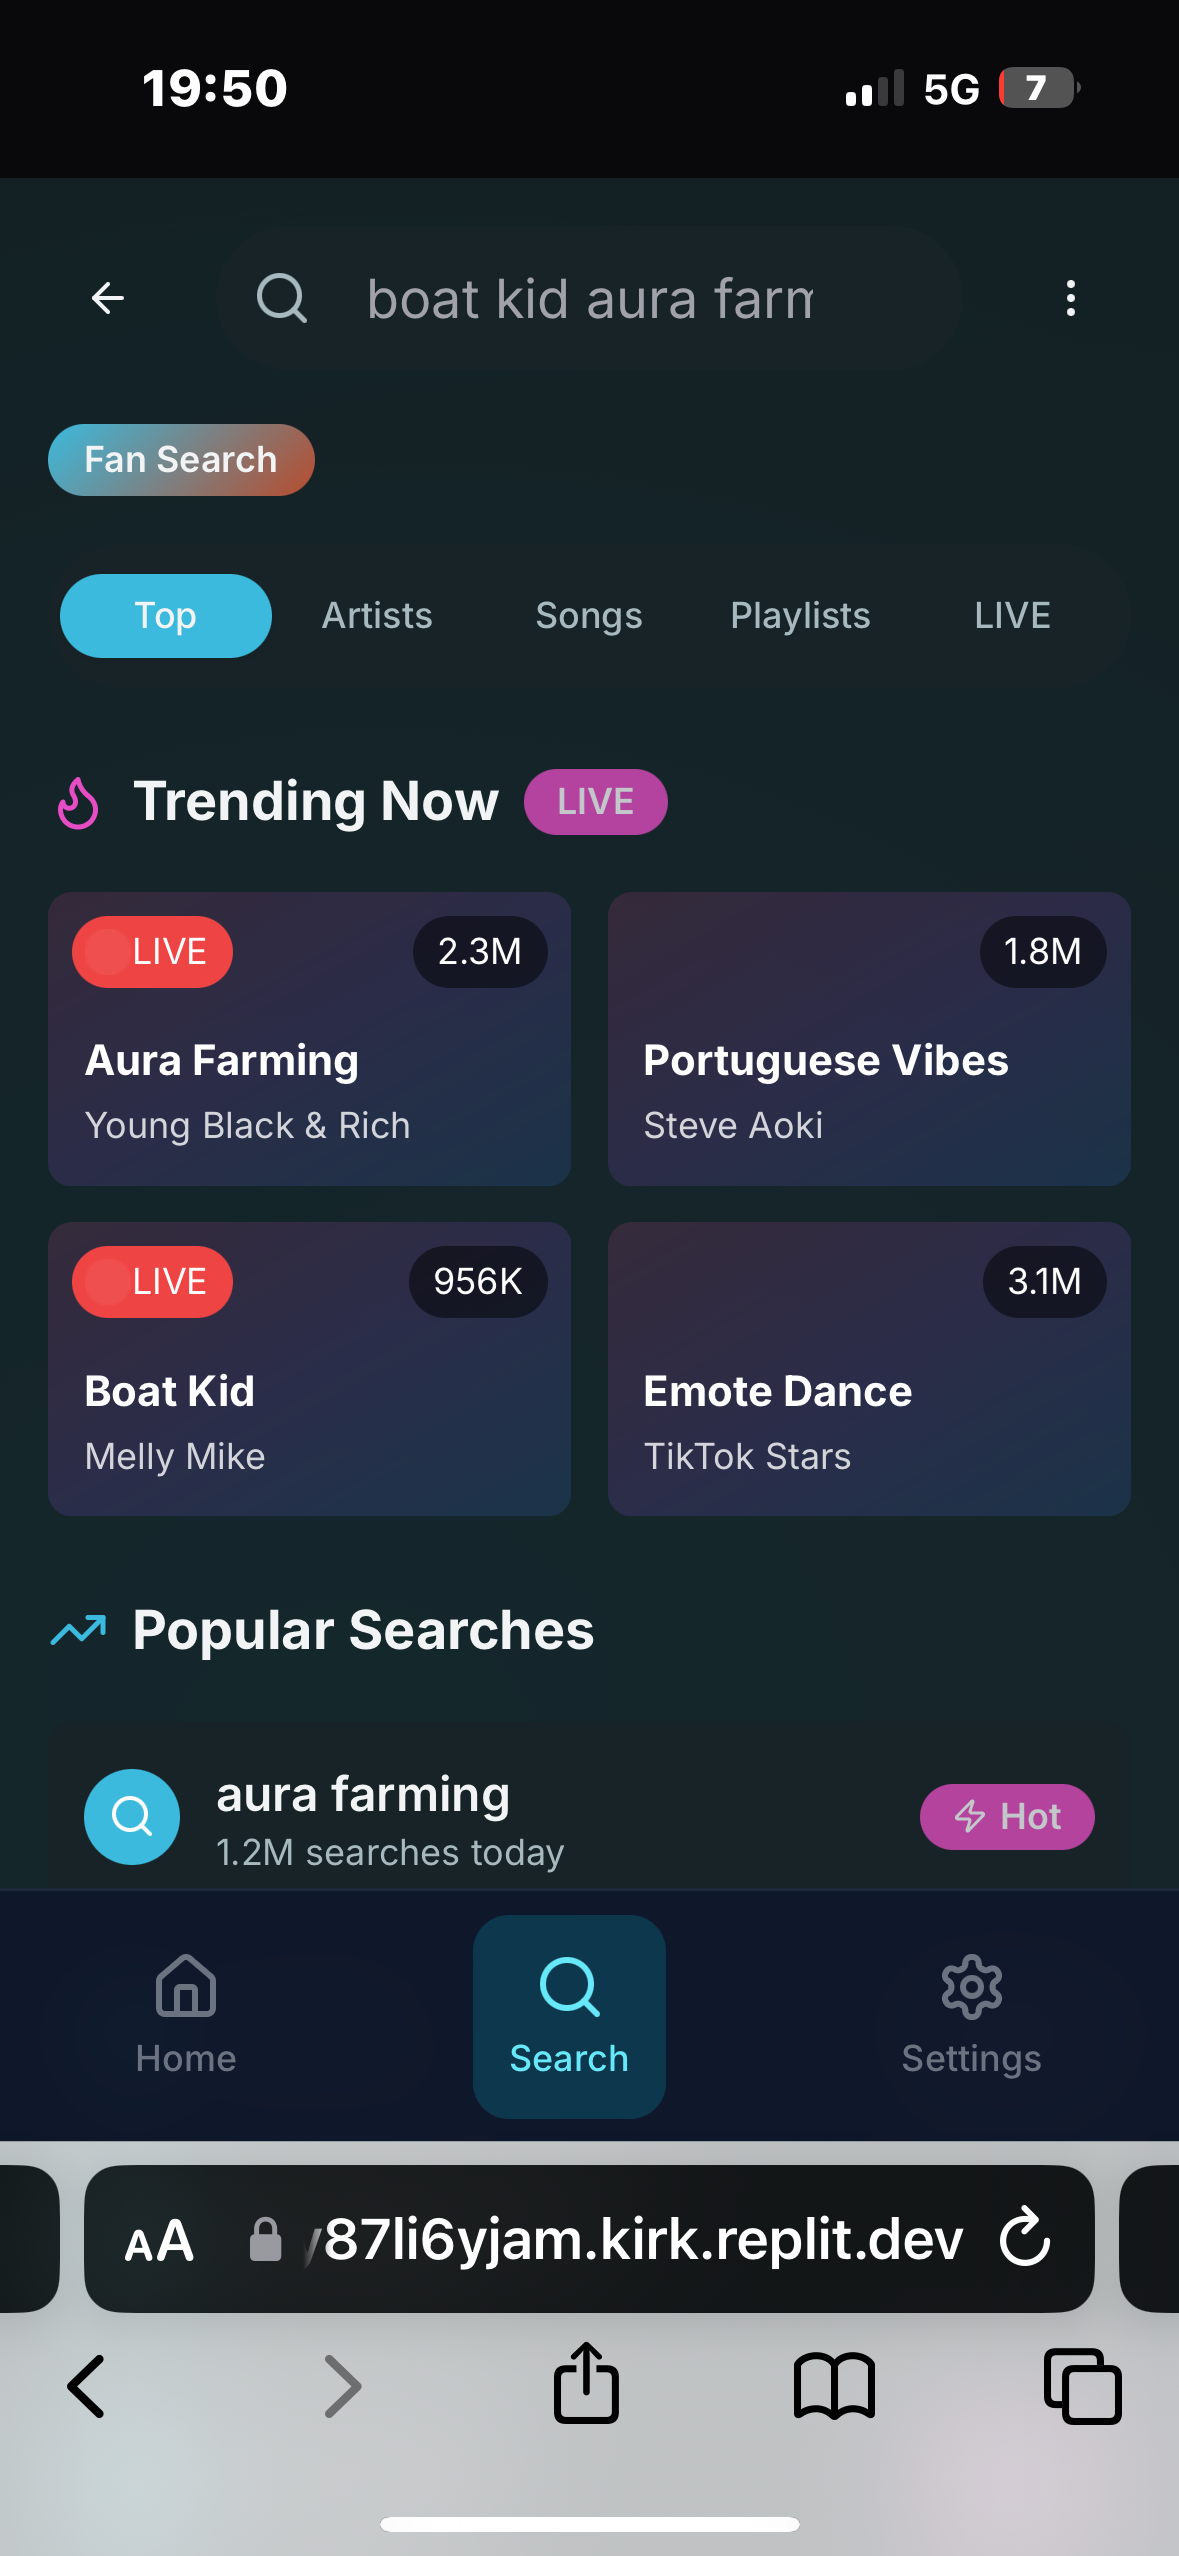 19:50
5G
7
boat kid aura farm
Fan Search
Top
Artists
Songs
Playlists
LIVE
Trending Now
LIVE
LIVE
2.3M
Aura Farming
Young Black & Rich
1.8M
Portuguese Vibes
Steve Aoki
LIVE
956K
Boat Kid
Melly Mike
3.1M
Emote Dance
TikTok Stars
Popular Searches
aura farming
1.2M searches today
Hot
Home
Search
Settings
AA
y87li6yjam.kirk.replit.dev